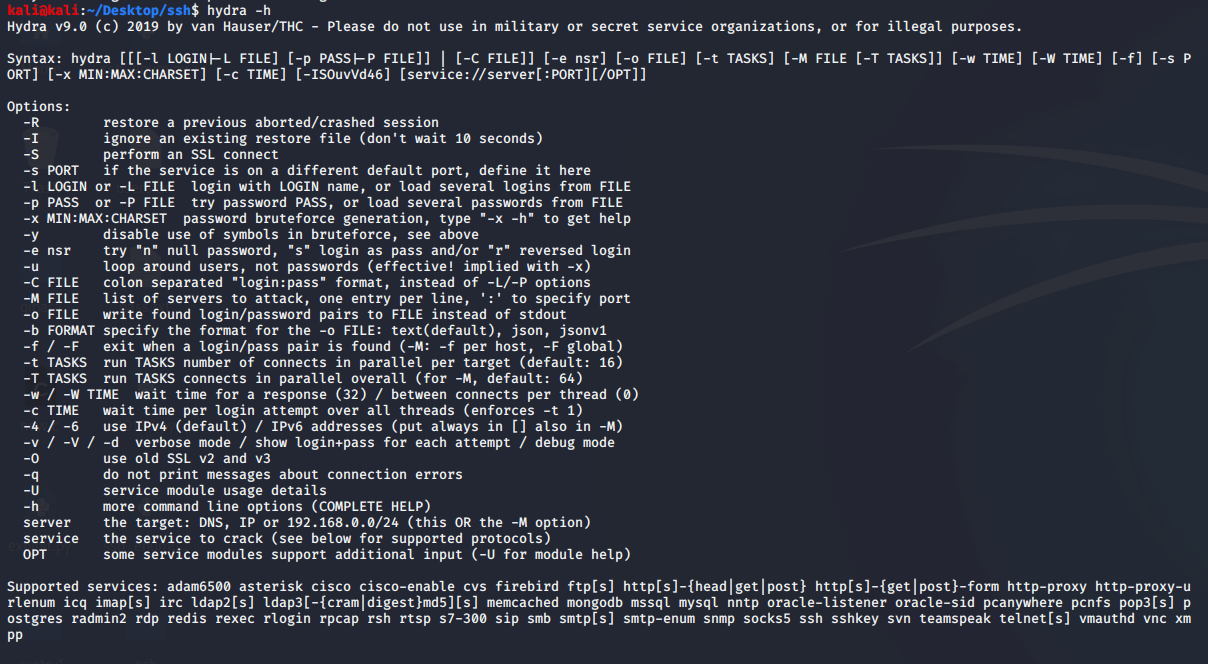 kali@kali:~/Desktop/ssh$ hydra -h
Hydra v9.0 (c) 2019 by van Hauser/THC - Please do not use in military or secret service organizations, or for illegal purposes.

Syntax: hydra [[[-l LOGIN|-L FILE] [-p PASS|-P FILE]] | [-C FILE]] [-e nsr] [-o FILE] [-t TASKS] [-M FILE [-T TASKS]] [-w TIME] [-W TIME] [-f] [-s P
ORT] [-x MIN:MAX:CHARSET] [-c TIME] [-ISOuvVd46] [service://server[:PORT][/OPT]]

Options:
  -R        restore a previous aborted/crashed session
  -I        ignore an existing restore file (don't wait 10 seconds)
  -S        perform an SSL connect
  -s PORT   if the service is on a different default port, define it here
  -l LOGIN or -L FILE  login with LOGIN name, or load several logins from FILE
  -p PASS  or -P FILE  try password PASS, or load several passwords from FILE
  -x MIN:MAX:CHARSET  password bruteforce generation, type "-x -h" to get help
  -y        disable use of symbols in bruteforce, see above
  -e nsr    try "n" null password, "s" login as pass and/or "r" reversed login
  -u        loop around users, not passwords (effective! implied with -x)
  -C FILE   colon separated "login:pass" format, instead of -L/-P options
  -M FILE   list of servers to attack, one entry per line, ':' to specify port
  -o FILE   write found login/password pairs to FILE instead of stdout
  -b FORMAT specify the format for the -o FILE: text(default), json, jsonv1
  -f / -F   exit when a login/pass pair is found (-M: -f per host, -F global)
  -t TASKS  run TASKS number of connects in parallel per target (default: 16)
  -T TASKS  run TASKS connects in parallel overall (for -M, default: 64)
  -w / -W TIME  wait time for a response (32) / between connects per thread (0)
  -c TIME   wait time per login attempt over all threads (enforces -t 1)
  -4 / -6   use IPv4 (default) / IPv6 addresses (put always in [] also in -M)
  -v / -V / -d  verbose mode / show login+pass for each attempt / debug mode
  -O        use old SSL v2 and v3
  -q        do not print messages about connection errors
  -U        service module usage details
  -h        more command line options (COMPLETE HELP)
  server    the target: DNS, IP or 192.168.0.0/24 (this OR the -M option)
  service   the service to crack (see below for supported protocols)
  OPT       some service modules support additional input (-U for module help)

Supported services: adam6500 asterisk cisco cisco-enable cvs firebird ftp[s] http[s]-{head|get|post} http[s]-{get|post}-form http-proxy http-proxy-u
rlenum icq imap[s] irc ldap2[s] ldap3[-{cram|digest}md5][s] memcached mongodb mssql mysql nntp oracle-listener oracle-sid pcanywhere pcnfs pop3[s] p
ostgres radmin2 rdp redis rexec rlogin rpcap rsh rtsp s7-300 sip smb smtp[s] smtp-enum snmp socks5 ssh sshkey svn teamspeak telnet[s] vmauthd vnc xm
pp